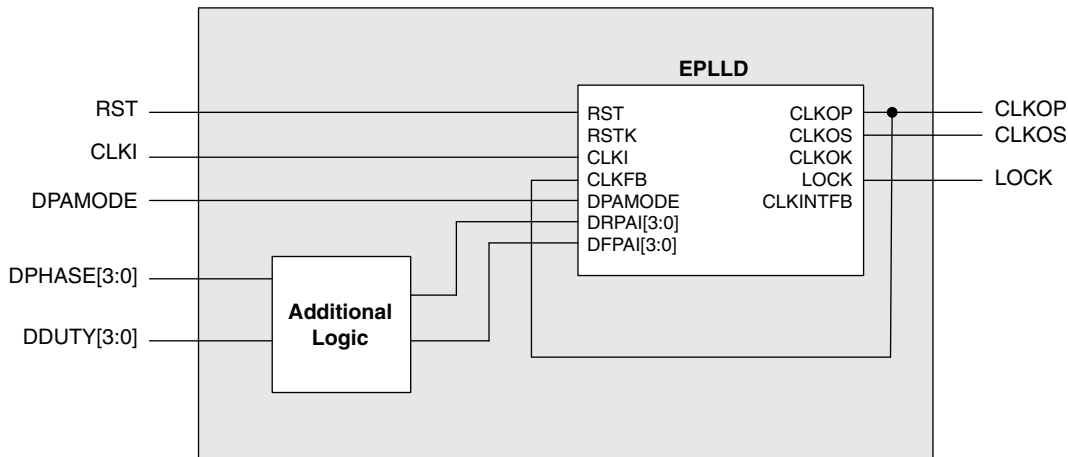 EPLLD
RST
CLKI
DPAMODE
DPHASE[3:0]
DDUTY[3:0]
Additional
Logic
RST
RSTK
CLKI
CLKFB
DPAMODE
DRPAI[3:0]
DFPAI[3:0]
CLKOP
CLKOS
CLKOK
LOCK
CLKINTFB
CLKOP
CLKOS
LOCK